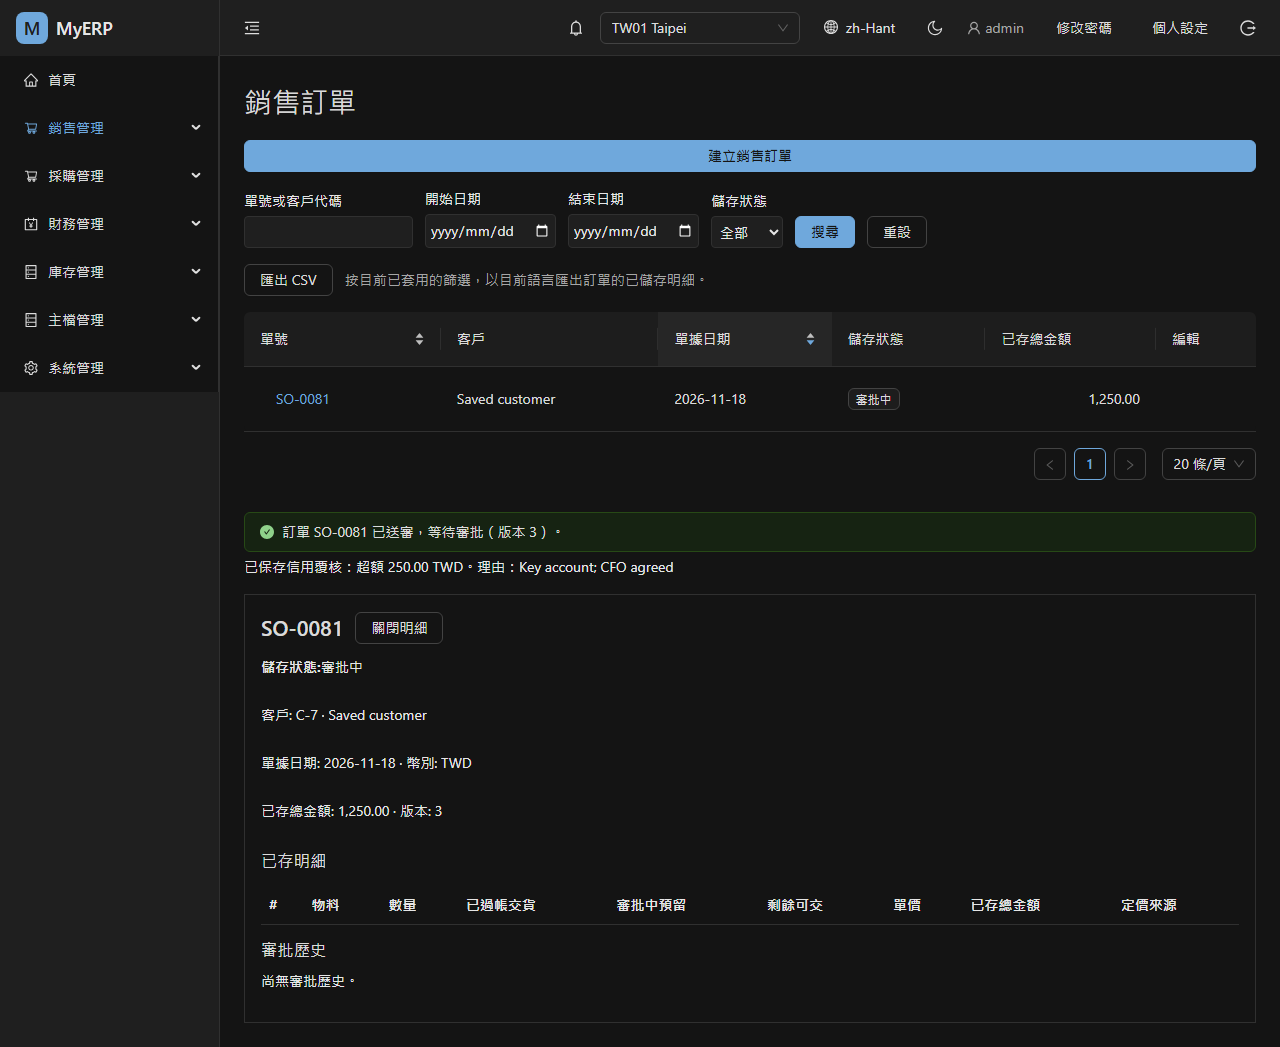 M MyERP
TW01 Taipei
zh-Hant
admin
修改密碼
個人設定
首頁
銷售管理
採購管理
財務管理
庫存管理
主檔管理
系統管理
銷售訂單
建立銷售訂單
單號或客戶代碼
開始日期
結束日期
儲存狀態
yyyy/mm/dd
yyyy/mm/dd
全部
搜尋
重設
匯出 CSV
按目前已套用的篩選，以目前語言匯出訂單的已儲存明細。
單號 客戶 單據日期 儲存狀態 已存總金額 編輯
SO-0081 Saved customer 2026-11-18 審批中 1,250.00
< 1 > 20 條/頁
訂單 SO-0081 已送審，等待審批（版本 3）。
已保存信用覆核：超額 250.00 TWD。理由：Key account; CFO agreed
SO-0081 關閉明細
儲存狀態:審批中
客戶: C-7 · Saved customer
單據日期: 2026-11-18 · 幣別: TWD
已存總金額: 1,250.00 · 版本: 3
已存明細
# 物料 數量 已過帳交貨 審批中預留 剩餘可交 單價 已存總金額 定價來源
審批歷史
尚無審批歷史。